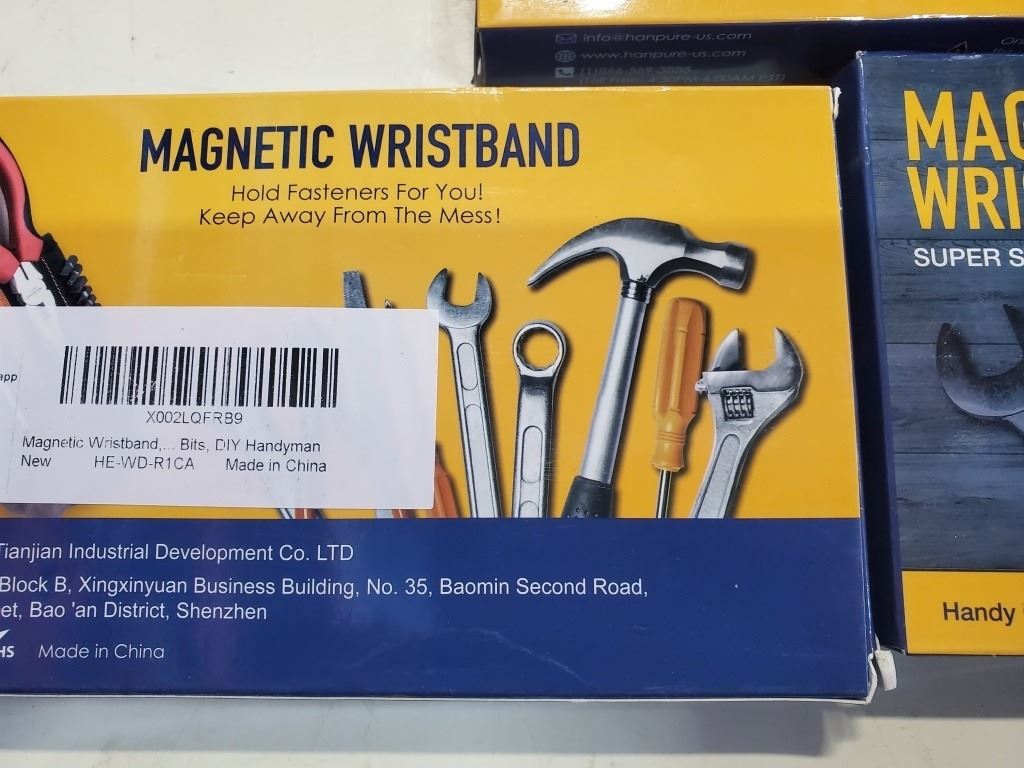 info@hanpure-us.com
www.hanpure-us.com
MAGNETIC WRISTBAND
Hold Fasteners For You!
Keep Away From The Mess!
app
X002LQFRB9
Magnetic Wristband,... Bits, DIY Handyman
New HE-WD-R1CA Made in China
Tianjian Industrial Development Co. LTD
Block B, Xingxinyuan Business Building, No. 35, Baomin Second Road,
et, Bao 'an District, Shenzhen
HS Made in China
MAG
WRIS
SUPER S
Handy